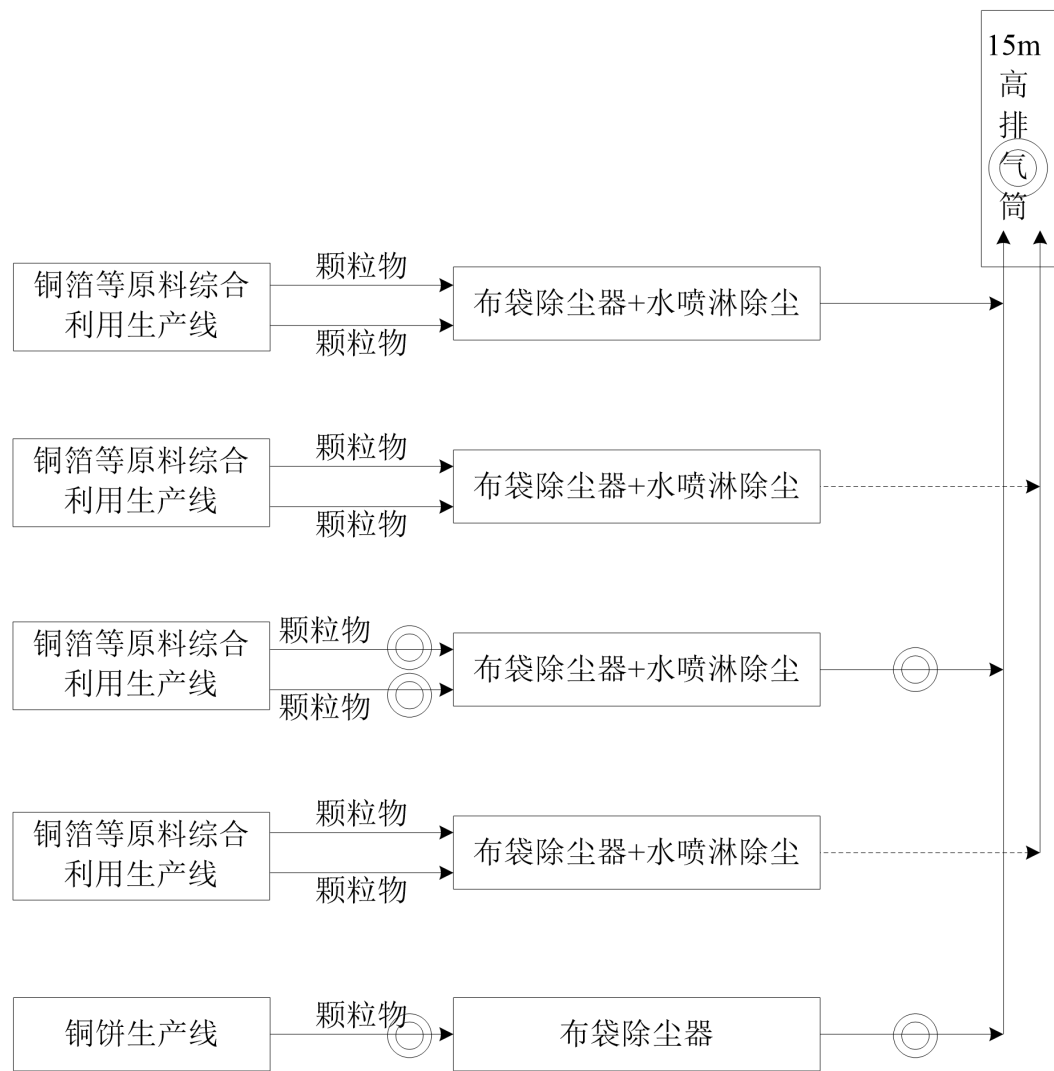 15m
高
排
气
筒
颗粒物
铜箔等原料综合
利用生产线
布袋除尘器+水喷淋除尘
颗粒物
颗粒物
铜箔等原料综合
利用生产线
布袋除尘器+水喷淋除尘
颗粒物
颗粒物
铜箔等原料综合
利用生产线
布袋除尘器+水喷淋除尘
颗粒物
颗粒物
铜箔等原料综合
利用生产线
布袋除尘器+水喷淋除尘
颗粒物
颗粒物
铜饼生产线
布袋除尘器